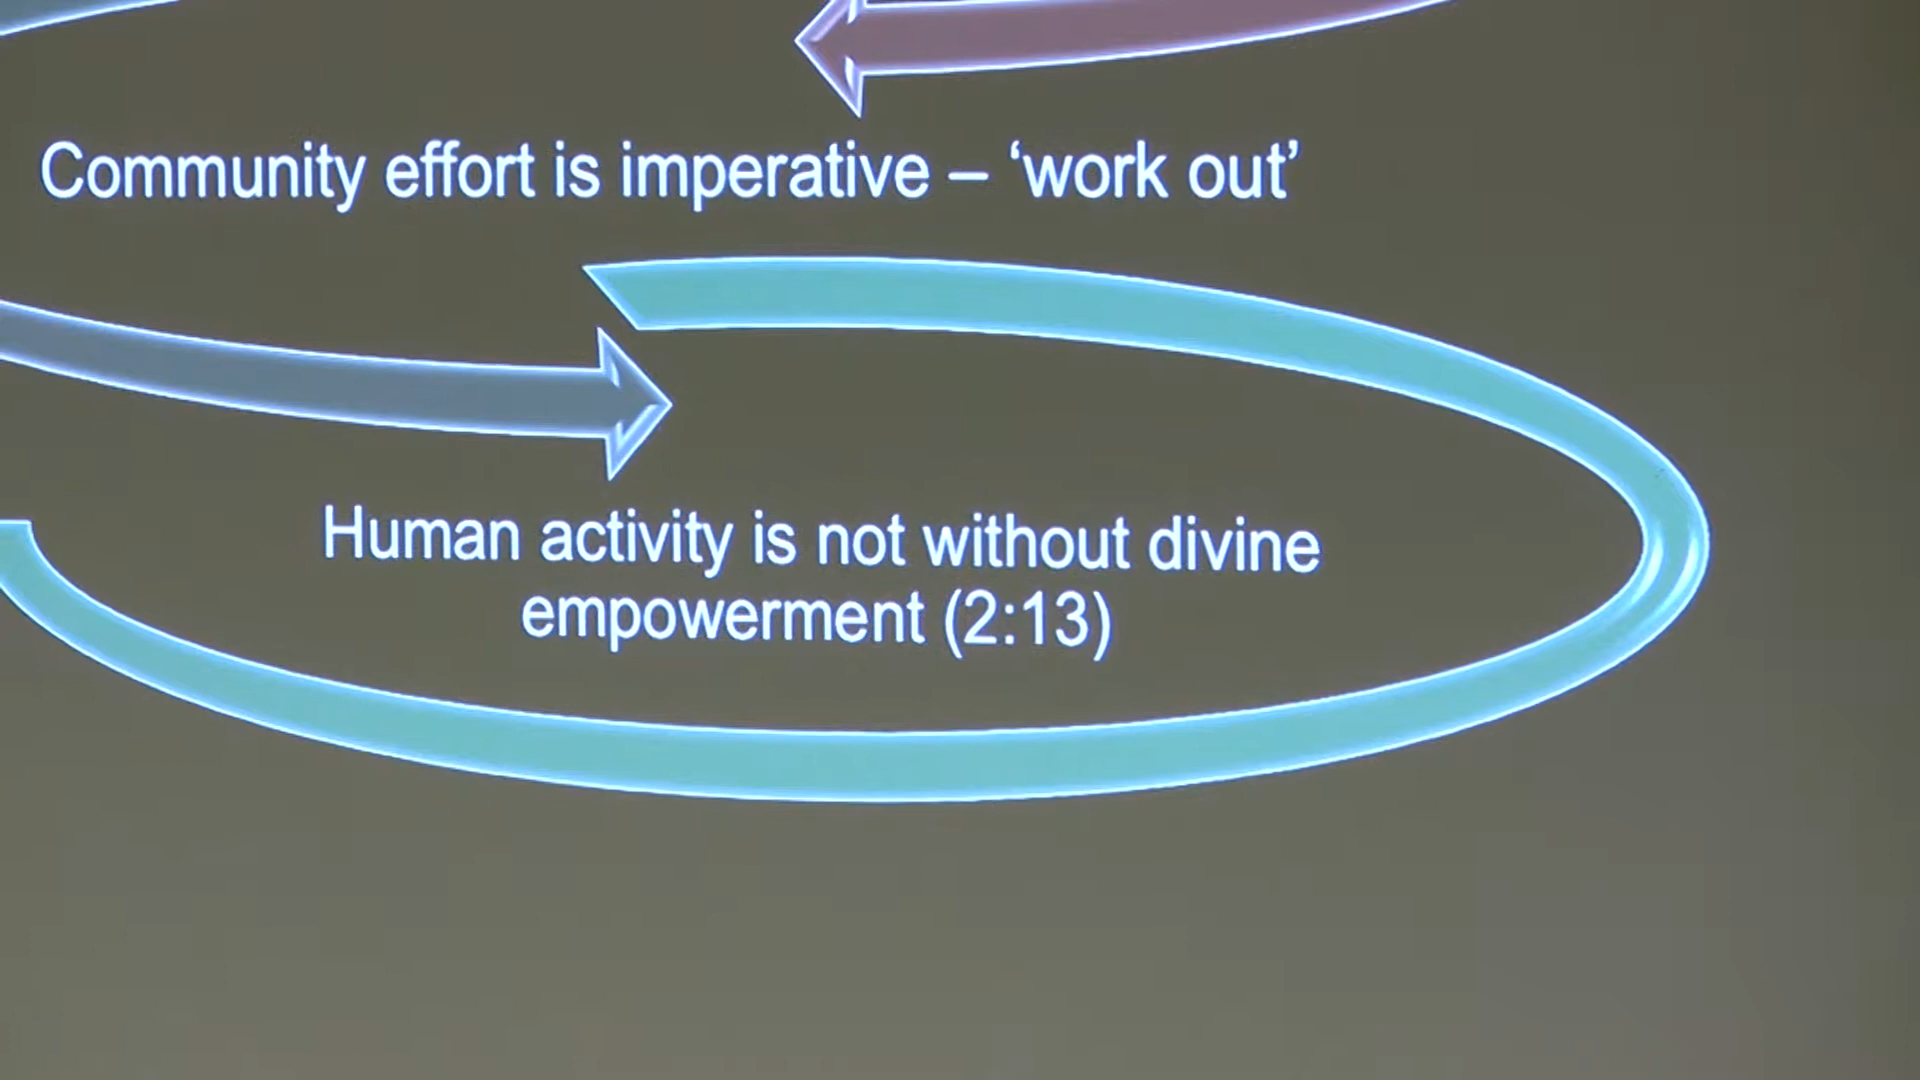 Community effort is imperative – ‘work out’
Human activity is not without divine
empowerment (2:13)